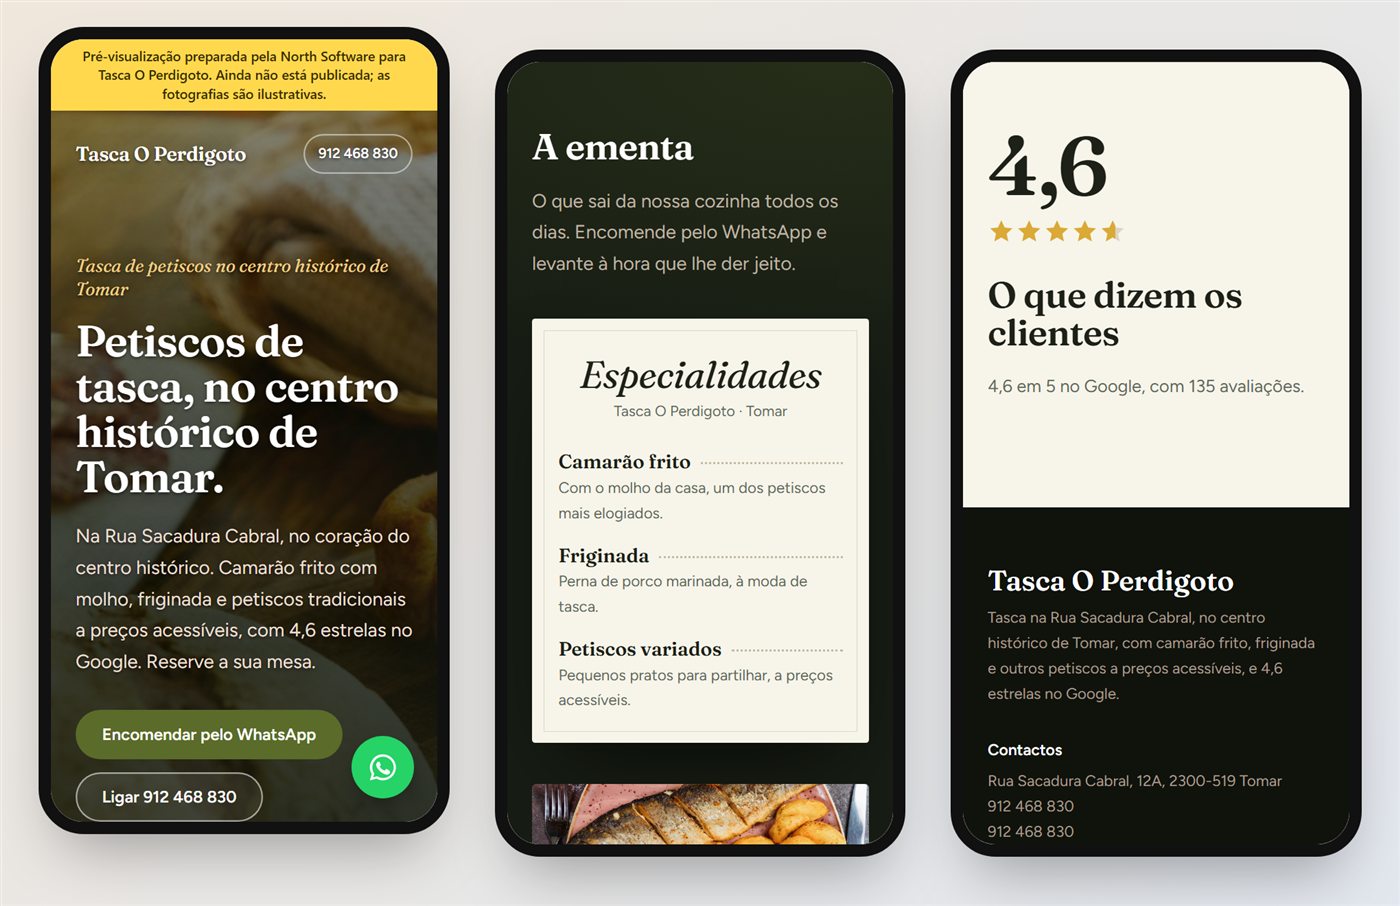 Pré-visualização preparada pela North Software para
Tasca O Perdigoto. Ainda não está publicada; as
fotografias são ilustrativas.
Tasca O Perdigoto
912 468 830
Tasca de petiscos no centro histórico de
Tomar
Petiscos de
tasca, no centro
histórico de
Tomar.
Na Rua Sacadura Cabral, no coração do
centro histórico. Camarão frito com
molho, friginada e petiscos tradicionais
a preços acessíveis, com 4,6 estrelas no
Google. Reserve a sua mesa.
Encomendar pelo WhatsApp
Ligar 912 468 830
A ementa
O que sai da nossa cozinha todos os
dias. Encomende pelo WhatsApp e
levante à hora que lhe der jeito.
Especialidades
Tasca O Perdigoto · Tomar
Camarão frito
Com o molho da casa, um dos petiscos
mais elogiados.
Friginada
Perna de porco marinada, à moda de
tasca.
Petiscos variados
Pequenos pratos para partilhar, a preços
acessíveis.
4,6
O que dizem os
clientes
4,6 em 5 no Google, com 135 avaliações.
Tasca O Perdigoto
Tasca na Rua Sacadura Cabral, no centro
histórico de Tomar, com camarão frito, friginada
e outros petiscos a preços acessíveis, e 4,6
estrelas no Google.
Contactos
Rua Sacadura Cabral, 12A, 2300-519 Tomar
912 468 830
912 468 830